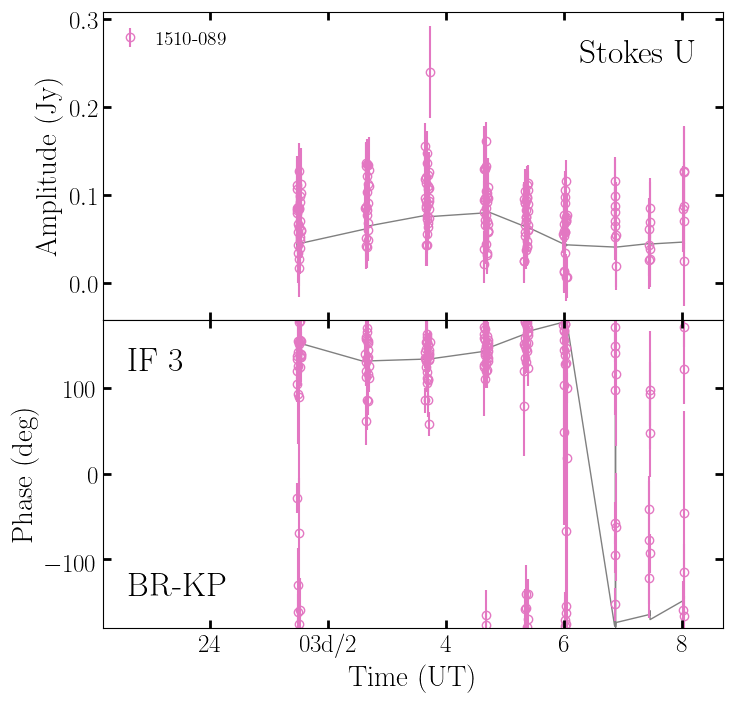 0.3
1510-089
Stokes U
0.2
0.1
0.0
Amplitude (Jy)
IF 3
100
0
−100
Phase (deg)
BR-KP
24
03d/2
4
6
8
Time (UT)